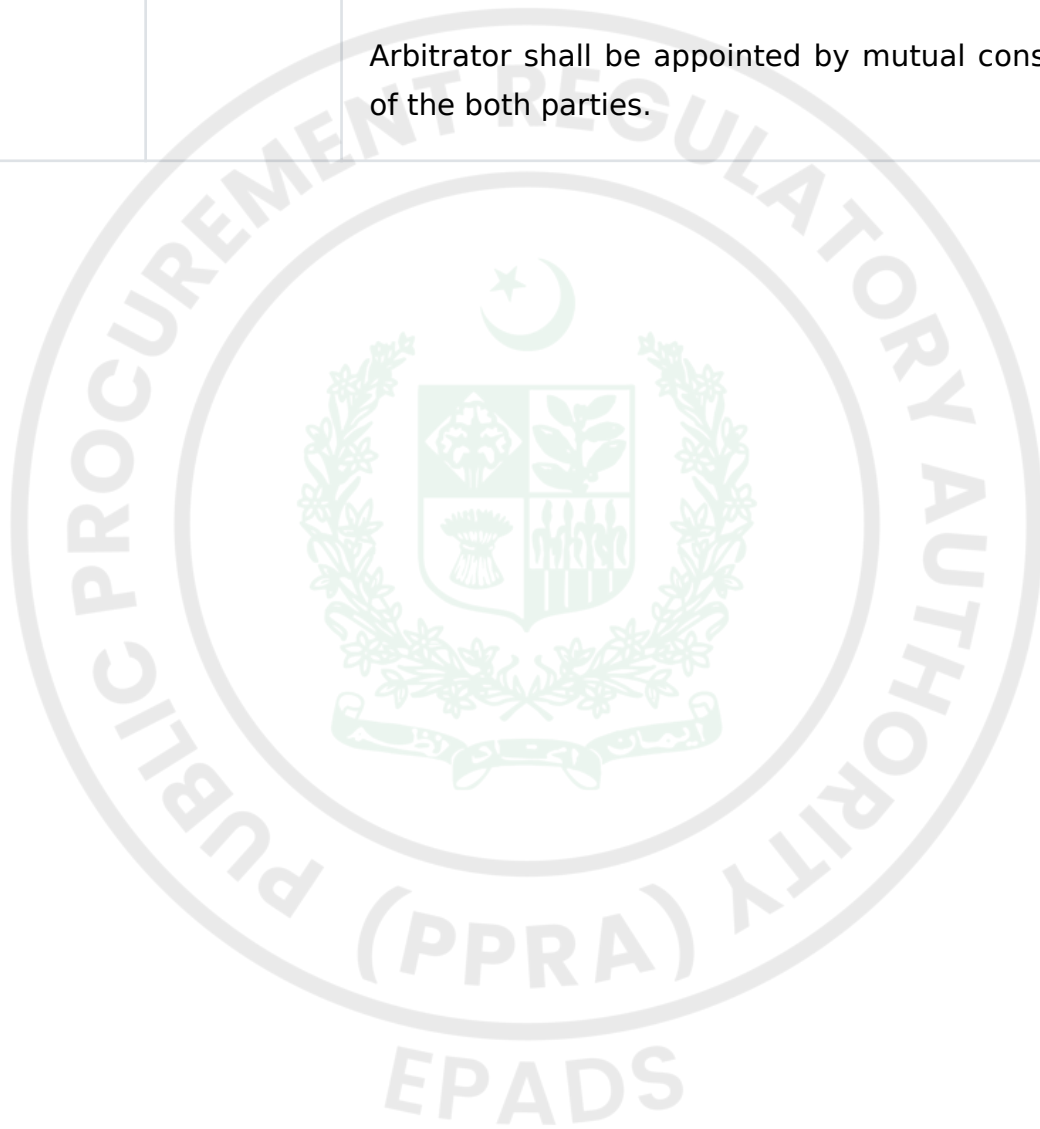 Arbitrator shall be appointed by mutual cons
of the both parties.
PUBLIC PROCUREMENT REGULATORY AUTHORITY
(PPRA)
EPADS